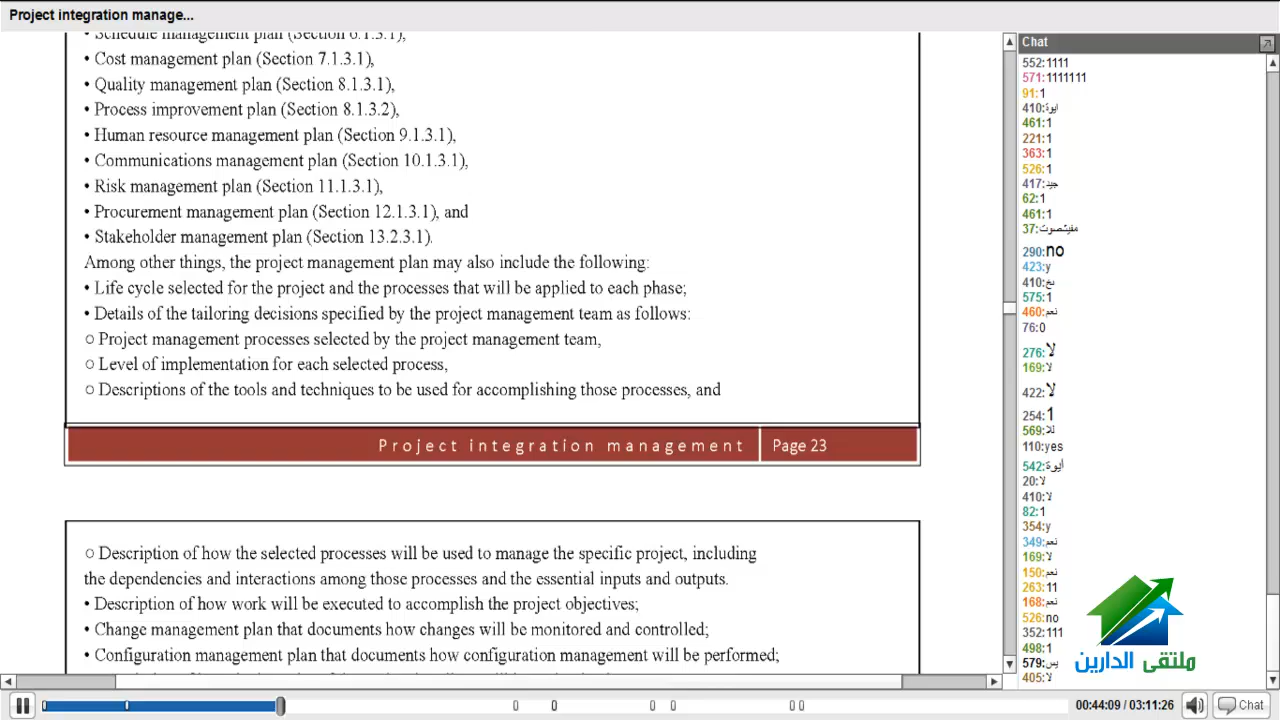 Project integration manage...
• Schedule management plan (Section 6.1.3.1),
• Cost management plan (Section 7.1.3.1),
• Quality management plan (Section 8.1.3.1),
• Process improvement plan (Section 8.1.3.2),
• Human resource management plan (Section 9.1.3.1),
• Communications management plan (Section 10.1.3.1),
• Risk management plan (Section 11.1.3.1),
• Procurement management plan (Section 12.1.3.1), and
• Stakeholder management plan (Section 13.2.3.1).
Among other things, the project management plan may also include the following:
• Life cycle selected for the project and the processes that will be applied to each phase;
• Details of the tailoring decisions specified by the project management team as follows:
○ Project management processes selected by the project management team,
○ Level of implementation for each selected process,
○ Descriptions of the tools and techniques to be used for accomplishing those processes, and
Project integration management Page 23
○ Description of how the selected processes will be used to manage the specific project, including
the dependencies and interactions among those processes and the essential inputs and outputs.
• Description of how work will be executed to accomplish the project objectives;
• Change management plan that documents how changes will be monitored and controlled;
• Configuration management plan that documents how configuration management will be performed;
Chat
552:1111
571:1111111
91:1
410:ايوة
461:1
221:1
363:1
526:1
417:جيد
62:1
461:1
37:مفيتصوت
290:no
423:y
410:
575:1
460:نعم
76:0
276:لا
169:لا
422:لا
254:1
569:للا
110:yes
542:أيوة
20:لا
410:لا
82:1
354:y
349:نعم
169:لا
150:نعم
263:11
168:نعم
526:no
352:111
498:1
579:يس
405:لا
ملتقى الدارين
00:44:09 / 03:11:26
Chat